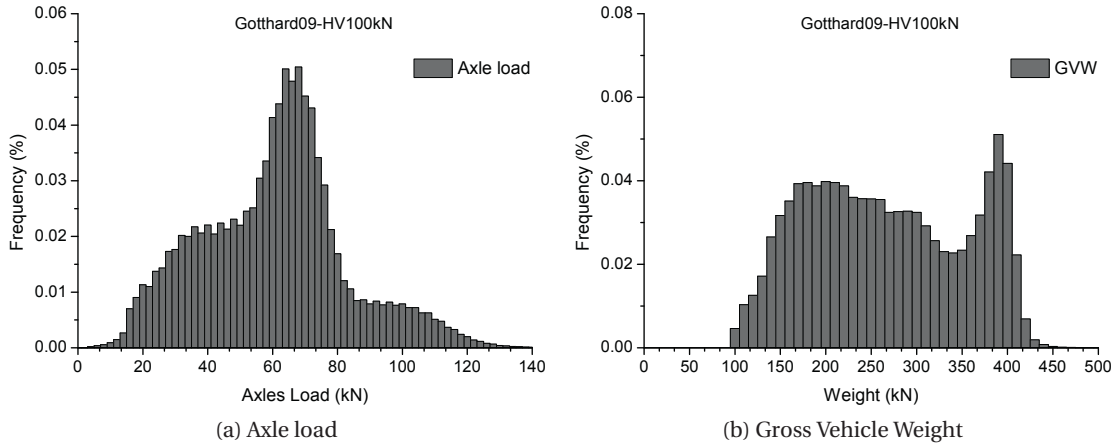 Gotthard09-HV100kN
Axle load
0.06
0.05
0.04
0.03
0.02
0.01
0.00
Frequency (%)
0 20 40 60 80 100 120 140
Axles Load (kN)
(a) Axle load
Gotthard09-HV100kN
GVW
0.08
0.06
0.04
0.02
0.00
Frequency (%)
0 50 100 150 200 250 300 350 400 450 500
Weight (kN)
(b) Gross Vehicle Weight